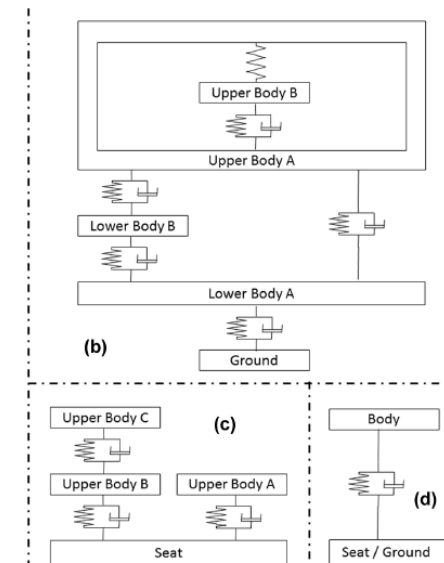 Upper Body B
Upper Body A
Lower Body B
Lower Body A
(b)
Ground
Upper Body C
(c)
Upper Body B
Upper Body A
Seat
Body
(d)
Seat / Ground